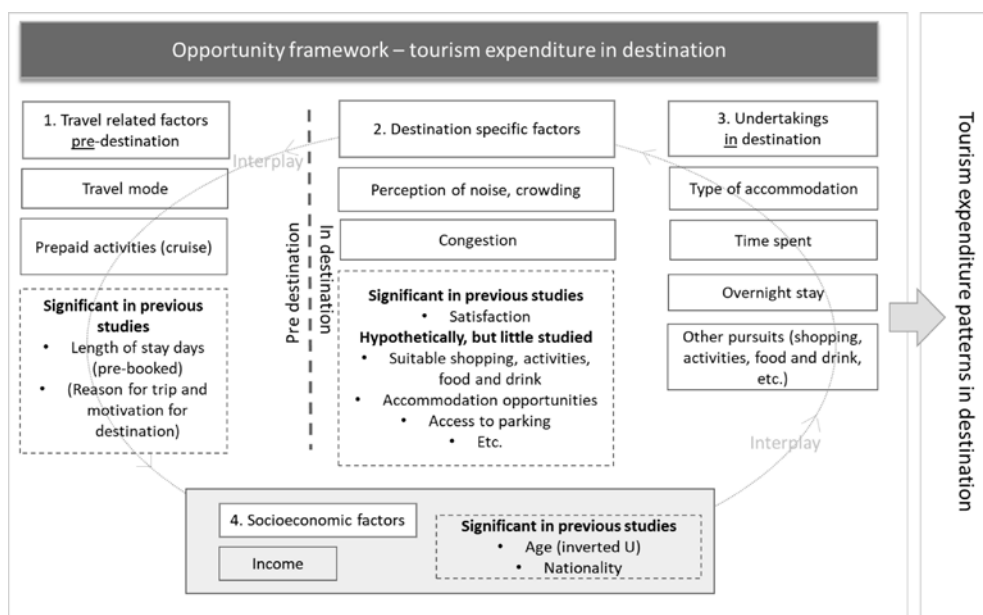 Opportunity framework – tourism expenditure in destination
1. Travel related factors
pre-destination
Travel mode
Prepaid activities (cruise)
Significant in previous
studies
• Length of stay days
(pre-booked)
• (Reason for trip and
motivation for
destination)
Interplay
Pre destination
In destination
2. Destination specific factors
Perception of noise, crowding
Congestion
Significant in previous studies
• Satisfaction
Hypothetically, but little studied
• Suitable shopping, activities,
food and drink
• Accommodation opportunities
• Access to parking
• Etc.
3. Undertakings
in destination
Type of accommodation
Time spent
Overnight stay
Other pursuits (shopping,
activities, food and drink,
etc.)
Interplay
4. Socioeconomic factors
Income
Significant in previous studies
• Age (inverted U)
• Nationality
Tourism expenditure patterns in destination